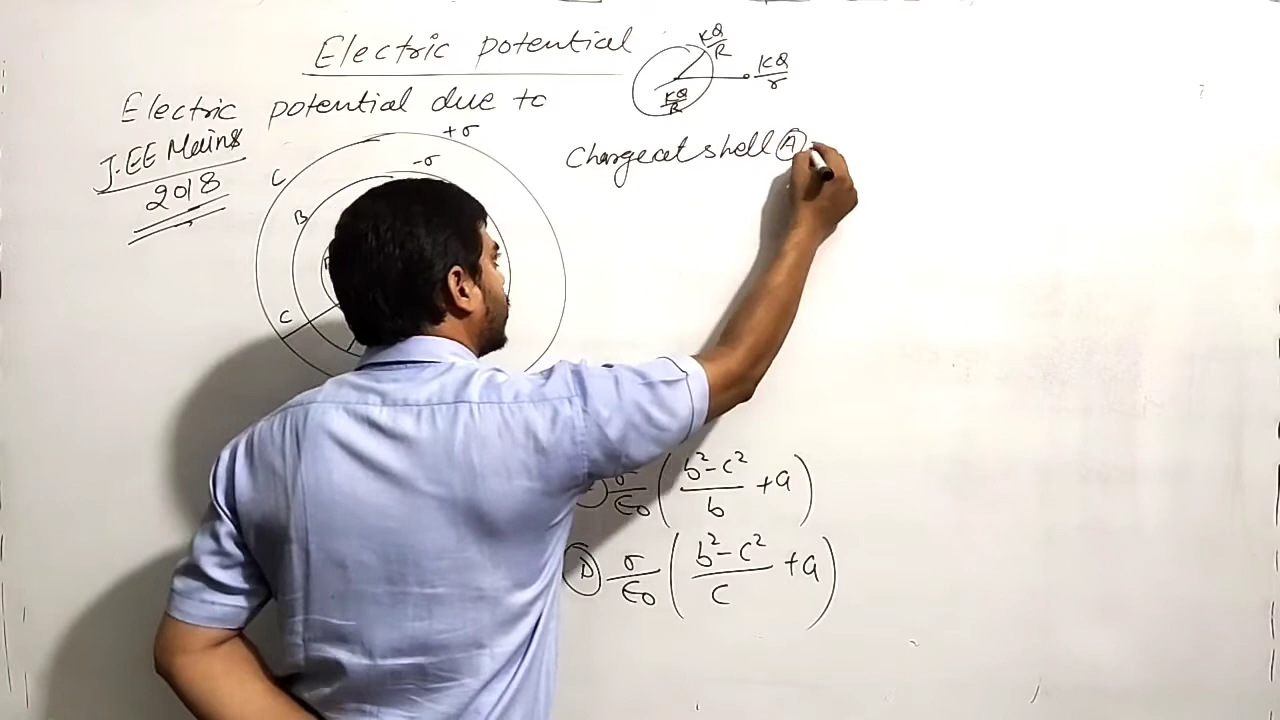 Electric potential
KQ/R
KQ/r
KQ/R
Electric potential due to
J.EE Mains
2018
+σ
-σ
Charge at shell (A)
C
B
C
σ/ε0 ( (b²-c²)/b + a )
(D) σ/ε0 ( (b²-c²)/c + a )